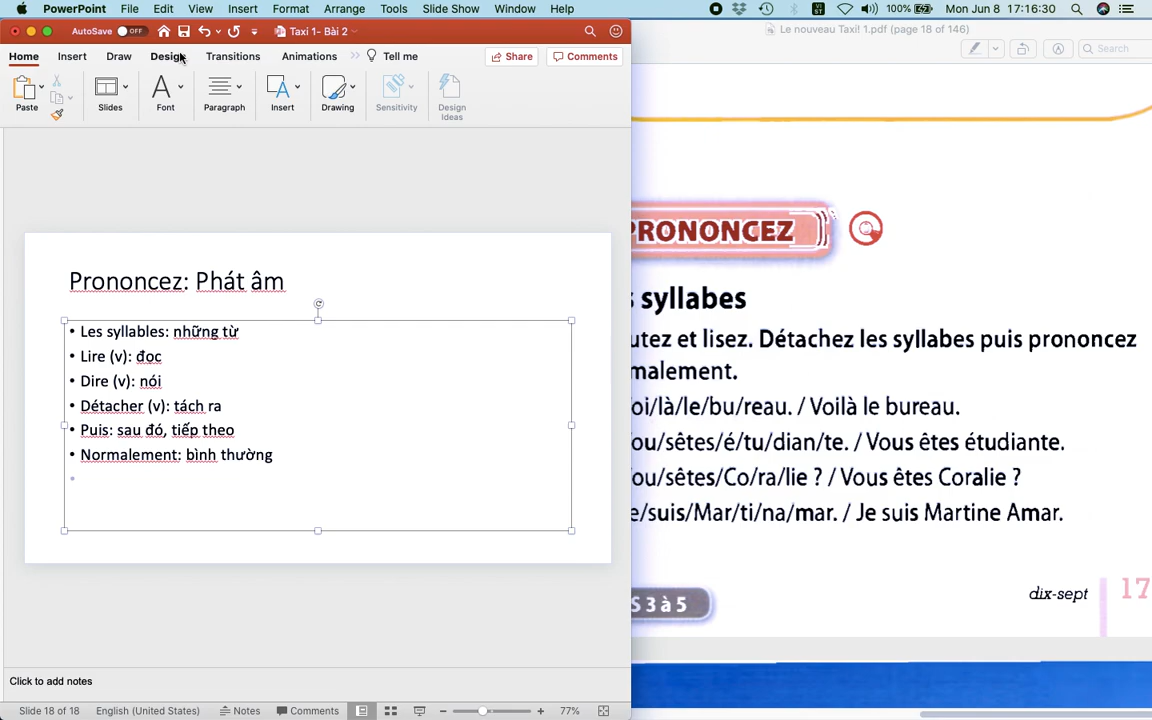 PowerPoint File Edit View Insert Format Arrange Tools Slide Show Window Help VI ST 100% Mon Jun 8 17:16:30
AutoSave OFF Taxi 1- Bài 2
Le nouveau Taxi! 1.pdf (page 18 of 146)
Search
Home Insert Draw Design Transitions Animations Tell me Share Comments
Paste Slides Font Paragraph Insert Drawing Sensitivity Design Ideas
Prononcez: Phát âm
• Les syllables: những từ
• Lire (v): đọc
• Dire (v): nói
• Détacher (v): tách ra
• Puis: sau đó, tiếp theo
• Normalement: bình thường
•
Click to add notes
Slide 18 of 18 English (United States) Notes Comments 77%
PRONONCEZ
syllabes
utez et lisez. Détachez les syllabes puis prononcez
malement.
oi/là/le/bu/reau. / Voilà le bureau.
ou/sêtes/é/tu/dian/te. / Vous êtes étudiante.
ou/sêtes/Co/ra/lie ? / Vous êtes Coralie ?
e/suis/Mar/ti/na/mar. / Je suis Martine Amar.
S 3 à 5
dix-sept 17